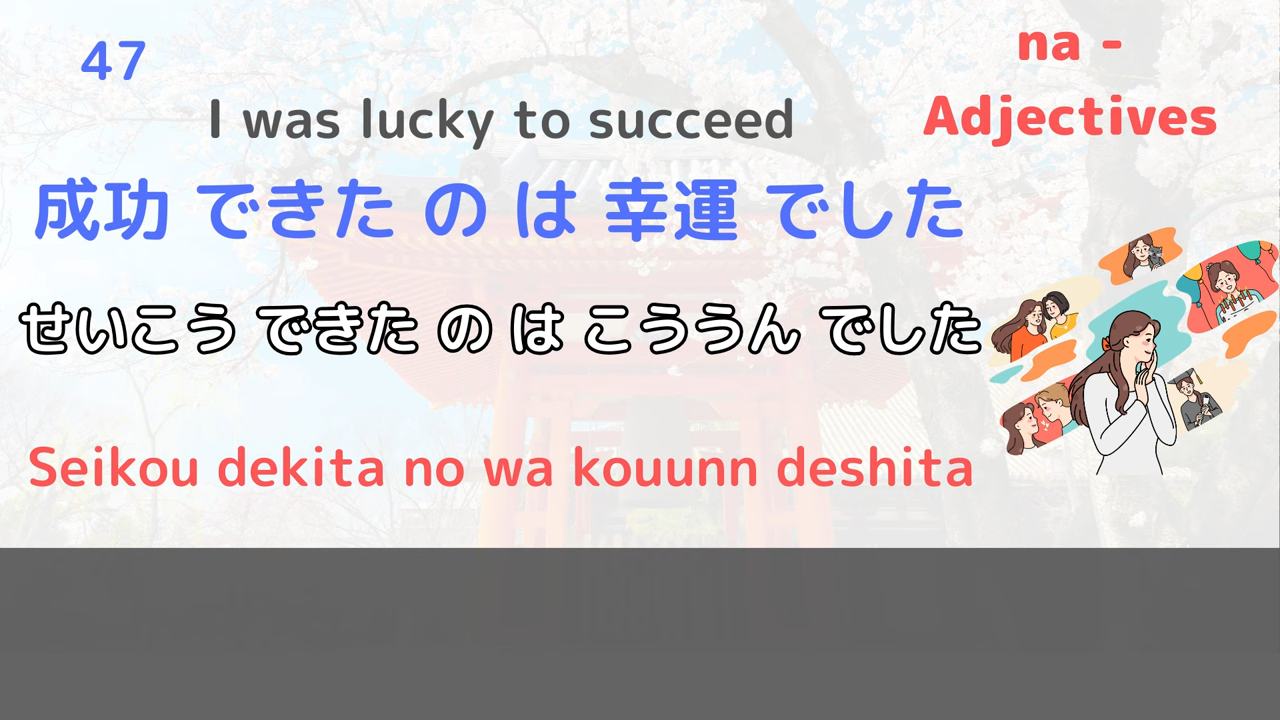 47
na -
Adjectives
I was lucky to succeed
成功 できた の は 幸運 でした
せいこう できた の は こううん でした
Seikou dekita no wa kouunn deshita